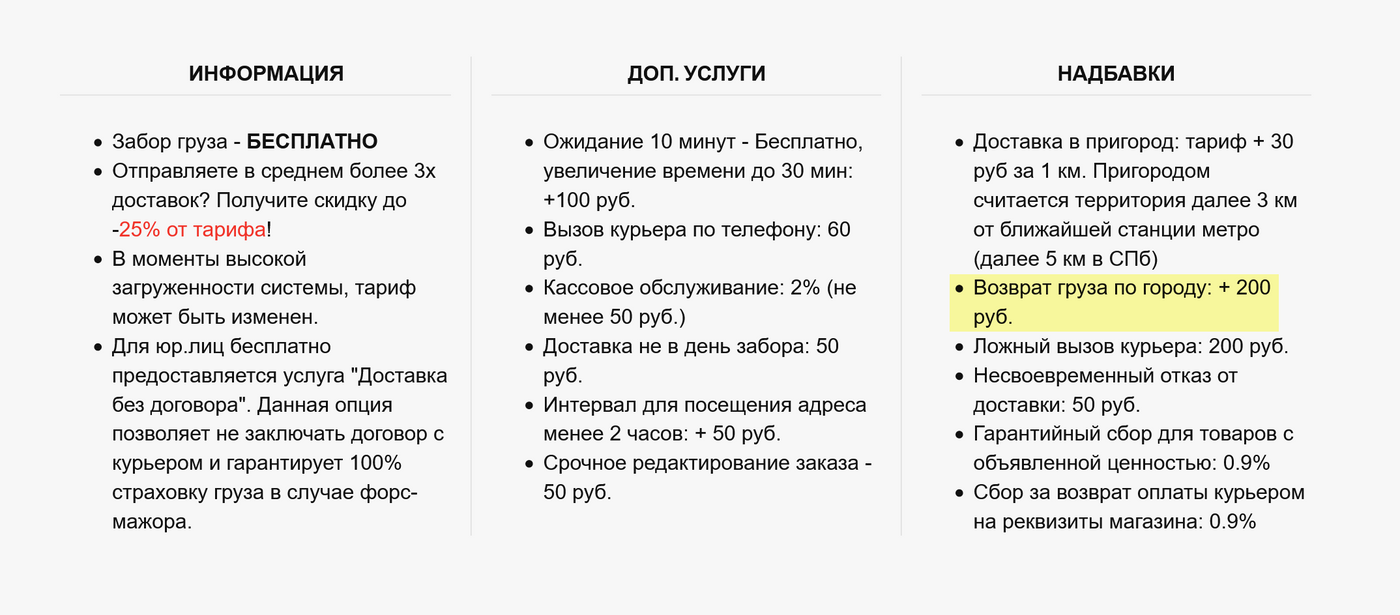 ИНФОРМАЦИЯ
Забор груза - БЕСПЛАТНО
Отправляете в среднем более 3х
доставок? Получите скидку до
-25% от тарифа!
В моменты высокой
загруженности системы, тариф
может быть изменен.
Для юр.лиц бесплатно
предоставляется услуга "Доставка
без договора". Данная опция
позволяет не заключать договор с
курьером и гарантирует 100%
страховку груза в случае форс-
мажора.
ДОП. УСЛУГИ
Ожидание 10 минут - Бесплатно,
увеличение времени до 30 мин:
+100 руб.
Вызов курьера по телефону: 60
руб.
Кассовое обслуживание: 2% (не
менее 50 руб.)
Доставка не в день забора: 50
руб.
Интервал для посещения адреса
менее 2 часов: + 50 руб.
Срочное редактирование заказа -
50 руб.
НАДБАВКИ
Доставка в пригород: тариф + 30
руб за 1 км. Пригородом
считается территория далее 3 км
от ближайшей станции метро
(далее 5 км в СПб)
Возврат груза по городу: + 200
руб.
Ложный вызов курьера: 200 руб.
Несвоевременный отказ от
доставки: 50 руб.
Гарантийный сбор для товаров с
объявленной ценностью: 0.9%
Сбор за возврат оплаты курьером
на реквизиты магазина: 0.9%